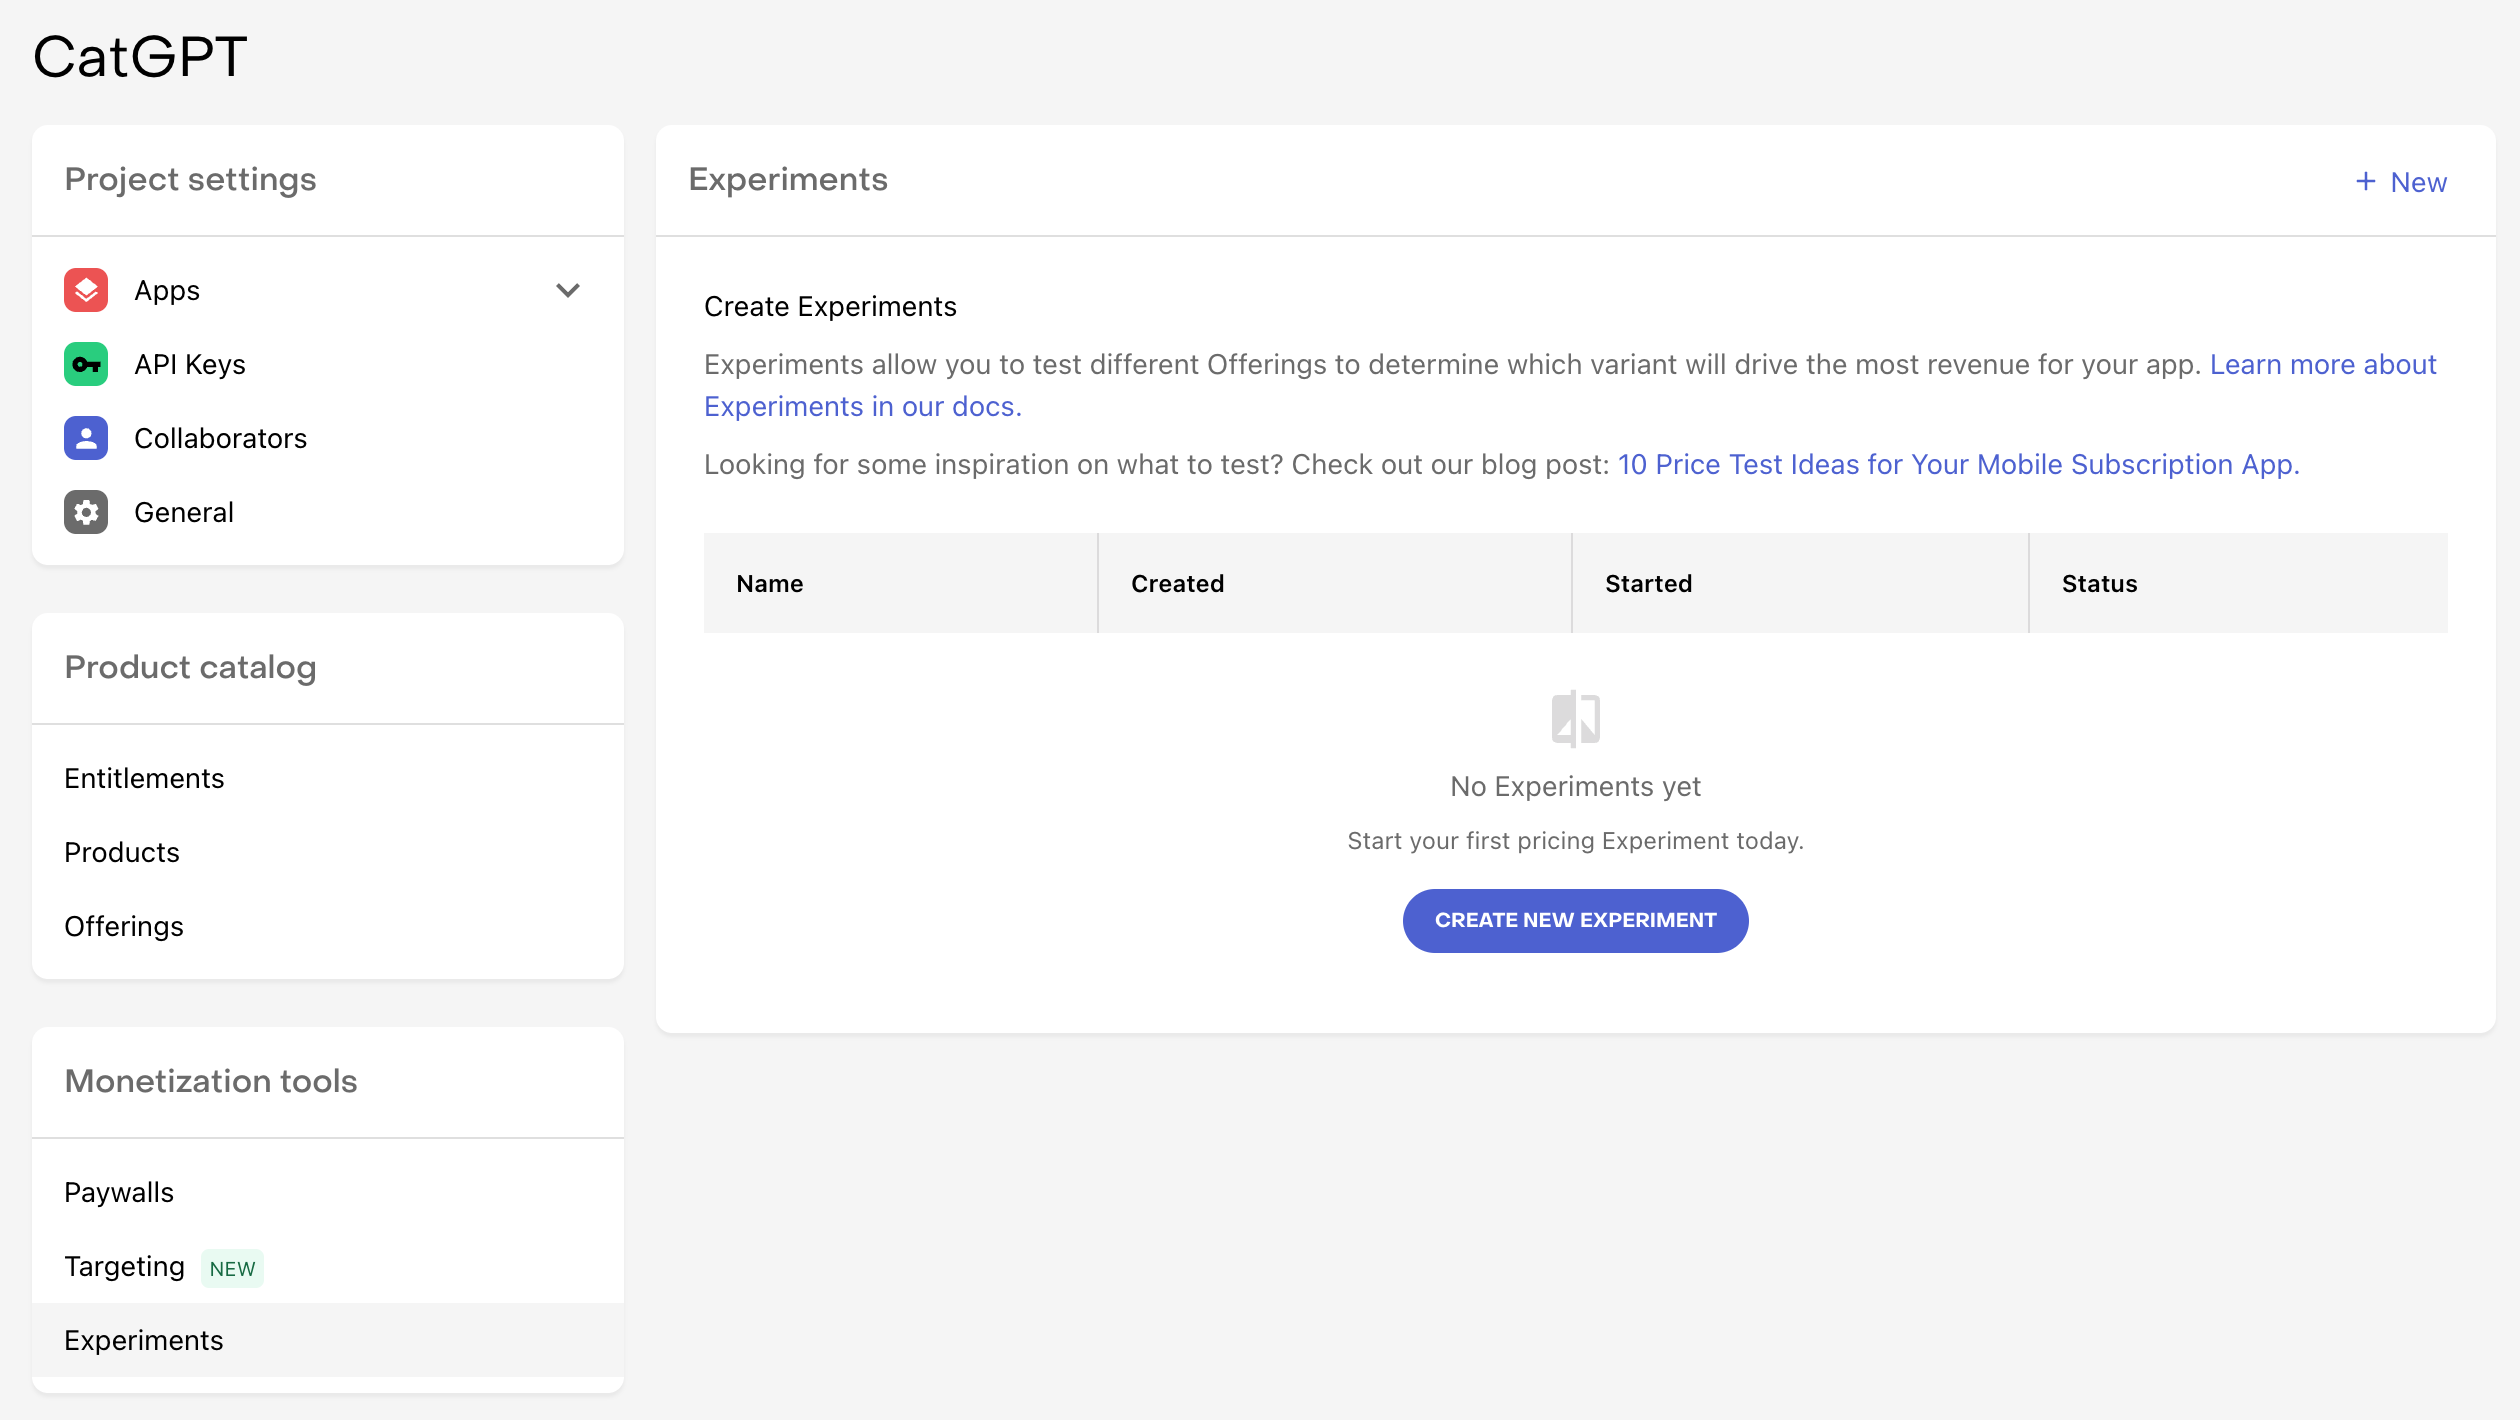 CatGPT
Project settings
Apps
API Keys
Collaborators
General
Product catalog
Entitlements
Products
Offerings
Monetization tools
Paywalls
Targeting NEW
Experiments
Experiments
+ New
Create Experiments
Experiments allow you to test different Offerings to determine which variant will drive the most revenue for your app. Learn more about
Experiments in our docs.
Looking for some inspiration on what to test? Check out our blog post: 10 Price Test Ideas for Your Mobile Subscription App.
Name Created Started Status
No Experiments yet
Start your first pricing Experiment today.
CREATE NEW EXPERIMENT